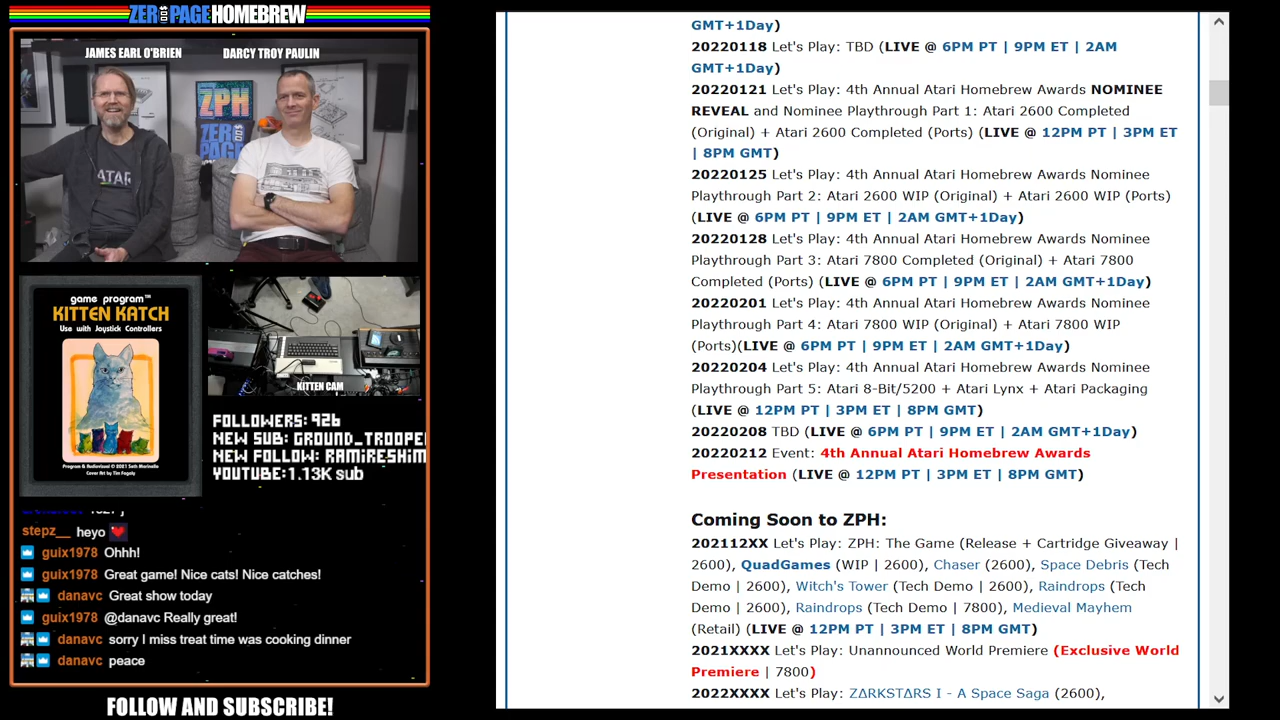 ZEROPAGE HOMEBREW
JAMES EARL O'BRIEN
DARCY TROY PAULIN
ATARI
ZPH
ZERO
PAGE
game program™
KITTEN KATCH
Use with Joystick Controllers
Program & Audiovisual © 2021 Seth Marinello
Cover Art by Tim Fogaly
KITTEN CAM
FOLLOWERS: 926
NEW SUB: GROUND_TROOPE
NEW FOLLOW: RAMIRESHIM
YOUTUBE: 1.13K sub
stepz__ heyo
guix1978 Ohhh!
guix1978 Great game! Nice cats! Nice catches!
danavc Great show today
guix1978 @danavc Really great!
danavc sorry I miss treat time was cooking dinner
danavc peace
FOLLOW AND SUBSCRIBE!
GMT+1Day)
20220118 Let's Play: TBD (LIVE @ 6PM PT | 9PM ET | 2AM
GMT+1Day)
20220121 Let's Play: 4th Annual Atari Homebrew Awards NOMINEE
REVEAL and Nominee Playthrough Part 1: Atari 2600 Completed
(Original) + Atari 2600 Completed (Ports) (LIVE @ 12PM PT | 3PM ET
| 8PM GMT)
20220125 Let's Play: 4th Annual Atari Homebrew Awards Nominee
Playthrough Part 2: Atari 2600 WIP (Original) + Atari 2600 WIP (Ports)
(LIVE @ 6PM PT | 9PM ET | 2AM GMT+1Day)
20220128 Let's Play: 4th Annual Atari Homebrew Awards Nominee
Playthrough Part 3: Atari 7800 Completed (Original) + Atari 7800
Completed (Ports) (LIVE @ 6PM PT | 9PM ET | 2AM GMT+1Day)
20220201 Let's Play: 4th Annual Atari Homebrew Awards Nominee
Playthrough Part 4: Atari 7800 WIP (Original) + Atari 7800 WIP
(Ports)(LIVE @ 6PM PT | 9PM ET | 2AM GMT+1Day)
20220204 Let's Play: 4th Annual Atari Homebrew Awards Nominee
Playthrough Part 5: Atari 8-Bit/5200 + Atari Lynx + Atari Packaging
(LIVE @ 12PM PT | 3PM ET | 8PM GMT)
20220208 TBD (LIVE @ 6PM PT | 9PM ET | 2AM GMT+1Day)
20220212 Event: 4th Annual Atari Homebrew Awards
Presentation (LIVE @ 12PM PT | 3PM ET | 8PM GMT)
Coming Soon to ZPH:
202112XX Let's Play: ZPH: The Game (Release + Cartridge Giveaway |
2600), QuadGames (WIP | 2600), Chaser (2600), Space Debris (Tech
Demo | 2600), Witch's Tower (Tech Demo | 2600), Raindrops (Tech
Demo | 2600), Raindrops (Tech Demo | 7800), Medieval Mayhem
(Retail) (LIVE @ 12PM PT | 3PM ET | 8PM GMT)
2021XXXX Let's Play: Unannounced World Premiere (Exclusive World
Premiere | 7800)
2022XXXX Let's Play: Z∆RKST∆RS I - A Space Saga (2600),